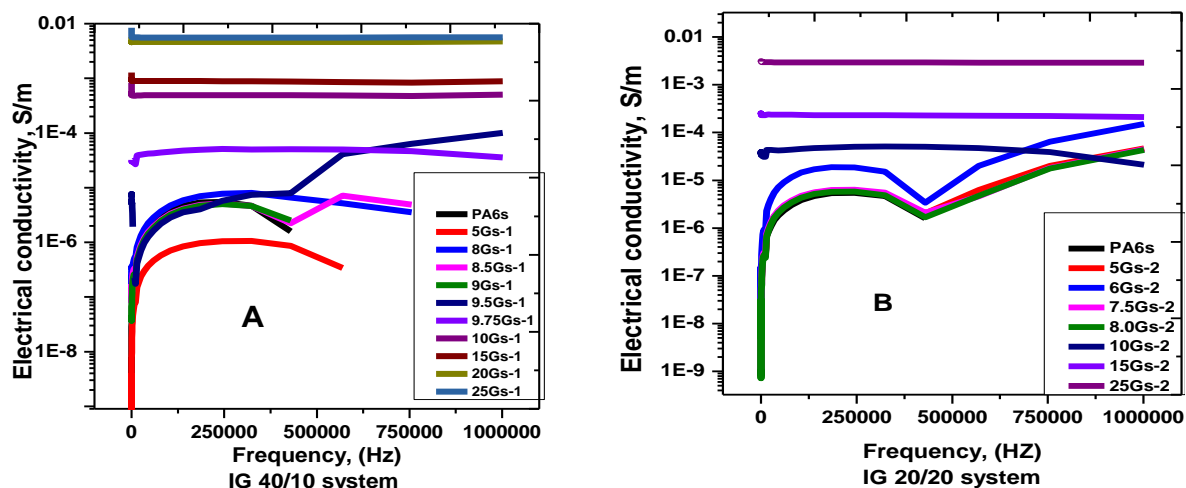 0.01
1E-4
1E-6
1E-8
Electrical conductivity, S/m
A
PA6s
5Gs-1
8Gs-1
8.5Gs-1
9Gs-1
9.5Gs-1
9.75Gs-1
10Gs-1
15Gs-1
20Gs-1
25Gs-1
0 250000 500000 750000 1000000
Frequency, (Hz)
IG 40/10 system
0.01
1E-3
1E-4
1E-5
1E-6
1E-7
1E-8
1E-9
Electrical conductivity, S/m
B
PA6s
5Gs-2
6Gs-2
7.5Gs-2
8.0Gs-2
10Gs-2
15Gs-2
25Gs-2
0 250000 500000 750000 1000000
Frequency, (HZ)
IG 20/20 system